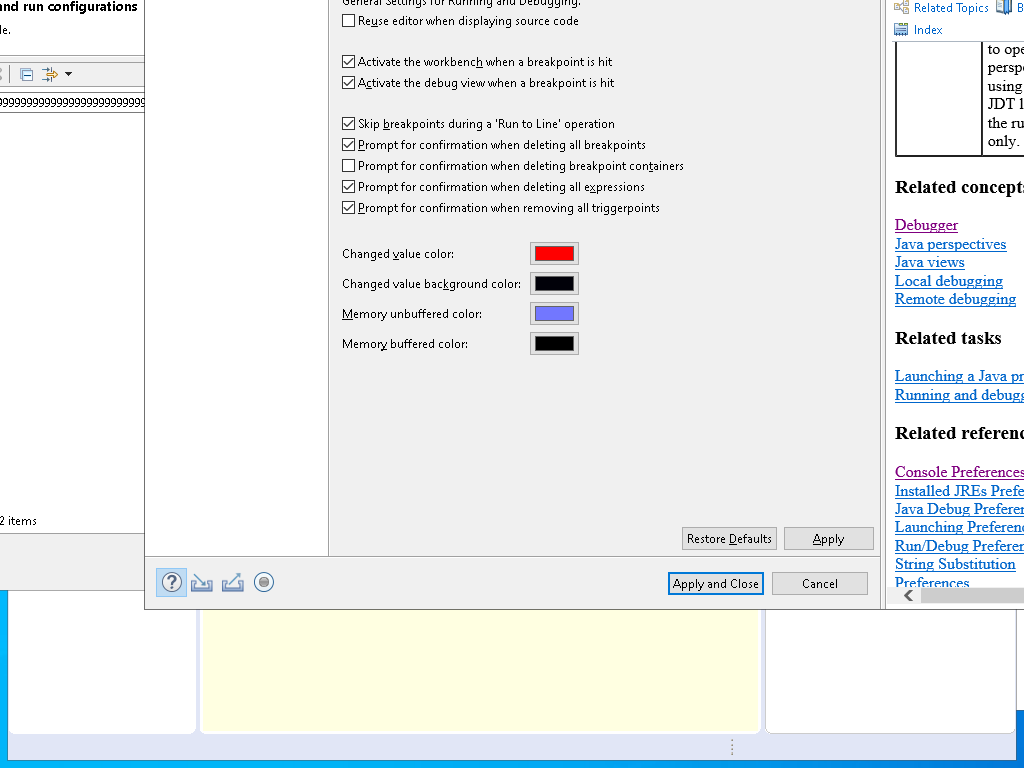 and run configurations
le.
2 items
General Settings for Running and Debugging.
Reuse editor when displaying source code
Activate the workbench when a breakpoint is hit
Activate the debug view when a breakpoint is hit
Skip breakpoints during a 'Run to Line' operation
Prompt for confirmation when deleting all breakpoints
Prompt for confirmation when deleting breakpoint containers
Prompt for confirmation when deleting all expressions
Prompt for confirmation when removing all triggerpoints
Changed value color:
Changed value background color:
Memory unbuffered color:
Memory buffered color:
Restore Defaults
Apply
Apply and Close
Cancel
Related Topics
B
Index
to ope
perspe
using
JDT l
the ru
only.
Related concepts
Debugger
Java perspectives
Java views
Local debugging
Remote debugging
Related tasks
Launching a Java pr
Running and debugg
Related referenc
Console Preferences
Installed JREs Prefe
Java Debug Preferen
Launching Preferenc
Run/Debug Preferen
String Substitution
Preferences